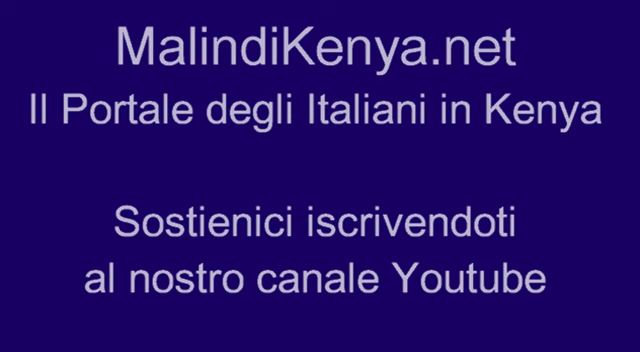 MalindiKenya.net
Il Portale degli Italiani in Kenya
Sostienici iscrivendoti
al nostro canale Youtube